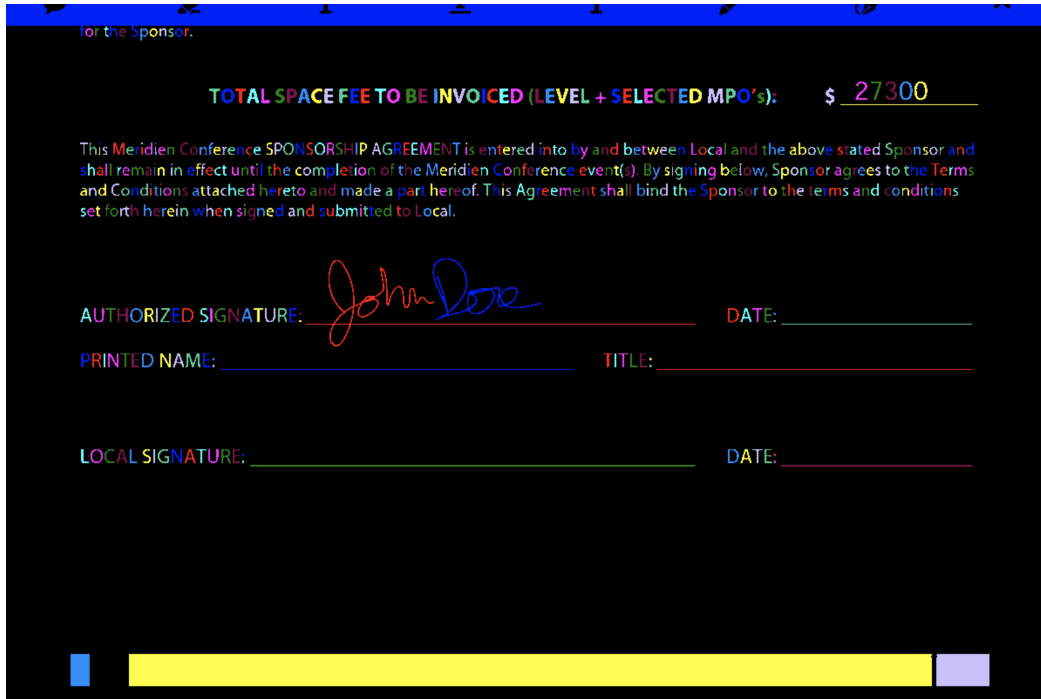 for the Sponsor.
TOTAL SPACE FEE TO BE INVOICED (LEVEL + SELECTED MPO's): $ 27300
This Meridien Conference SPONSORSHIP AGREEMENT is entered into by and between Local and the above stated Sponsor and
shall remain in effect until the completion of the Meridien Conference event(s). By signing below, Sponsor agrees to the Terms
and Conditions attached hereto and made a part hereof. This Agreement shall bind the Sponsor to the terms and conditions
set forth herein when signed and submitted to Local.
AUTHORIZED SIGNATURE: John Doe DATE:
PRINTED NAME: TITLE:
LOCAL SIGNATURE: DATE: